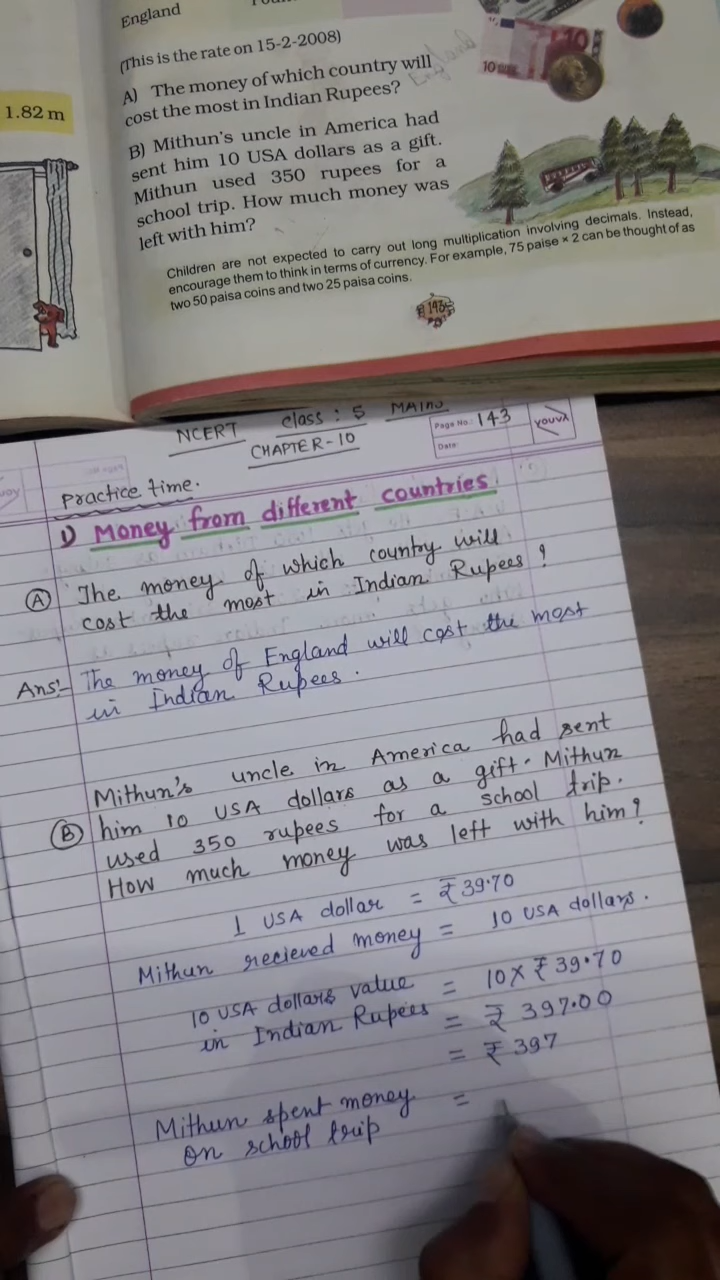 England
(This is the rate on 15-2-2008)
A) The money of which country will
cost the most in Indian Rupees?
England
B) Mithun's uncle in America had
sent him 10 USA dollars as a gift.
Mithun used 350 rupees for a
school trip. How much money was
left with him?
1.82 m
10
10
Children are not expected to carry out long multiplication involving decimals. Instead,
encourage them to think in terms of currency. For example, 75 paise × 2 can be thought of as
two 50 paisa coins and two 25 paisa coins.
143
NCERT class : 5 MATHS
CHAPTER-10
Page No.: 143
Date:
YOUVA
Practice time.
1) Money from different countries
(A) The money of which country will
cost the most in Indian Rupees?
Ans:- The money of England will cost the most
in Indian Rupees.
Mithun's uncle in America had sent
(B) him 10 USA dollars as a gift. Mithun
used 350 rupees for a school trip.
How much money was left with him?
1 USA dollar = ₹39.70
Mithun recieved money = 10 USA dollars.
10 USA dollars value = 10 x ₹39.70
in Indian Rupees = ₹ 397.00
= ₹ 397
Mithun spent money =
on school trip